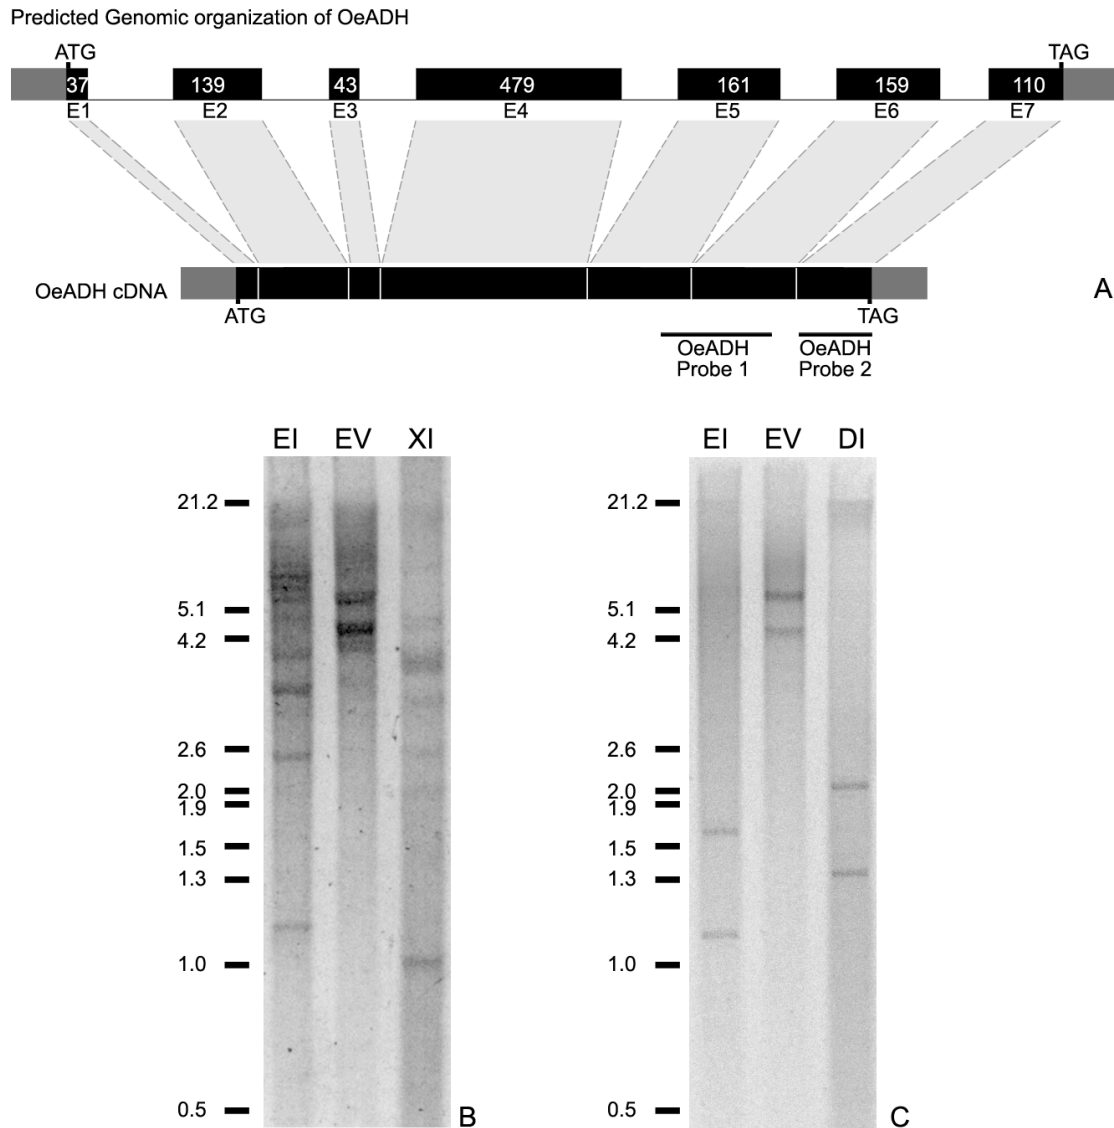 Predicted Genomic organization of OeADH
ATG TAG
37 139 43 479 161 159 110
E1 E2 E3 E4 E5 E6 E7
OeADH cDNA
A
ATG TAG
OeADH OeADH
Probe 1 Probe 2
EI EV XI
21.2
5.1
4.2
2.6
2.0
1.9
1.5
1.3
1.0
0.5
B
EI EV DI
21.2
5.1
4.2
2.6
2.0
1.9
1.5
1.3
1.0
0.5
C